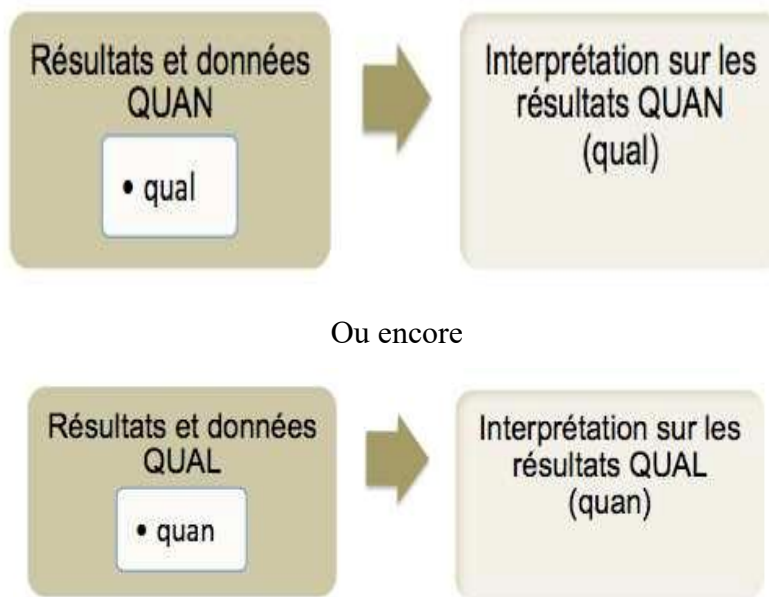 Résultats et données
QUAN
• qual
Interprétation sur les
résultats QUAN
(qual)
Ou encore
Résultats et données
QUAL
• quan
Interprétation sur les
résultats QUAL
(quan)